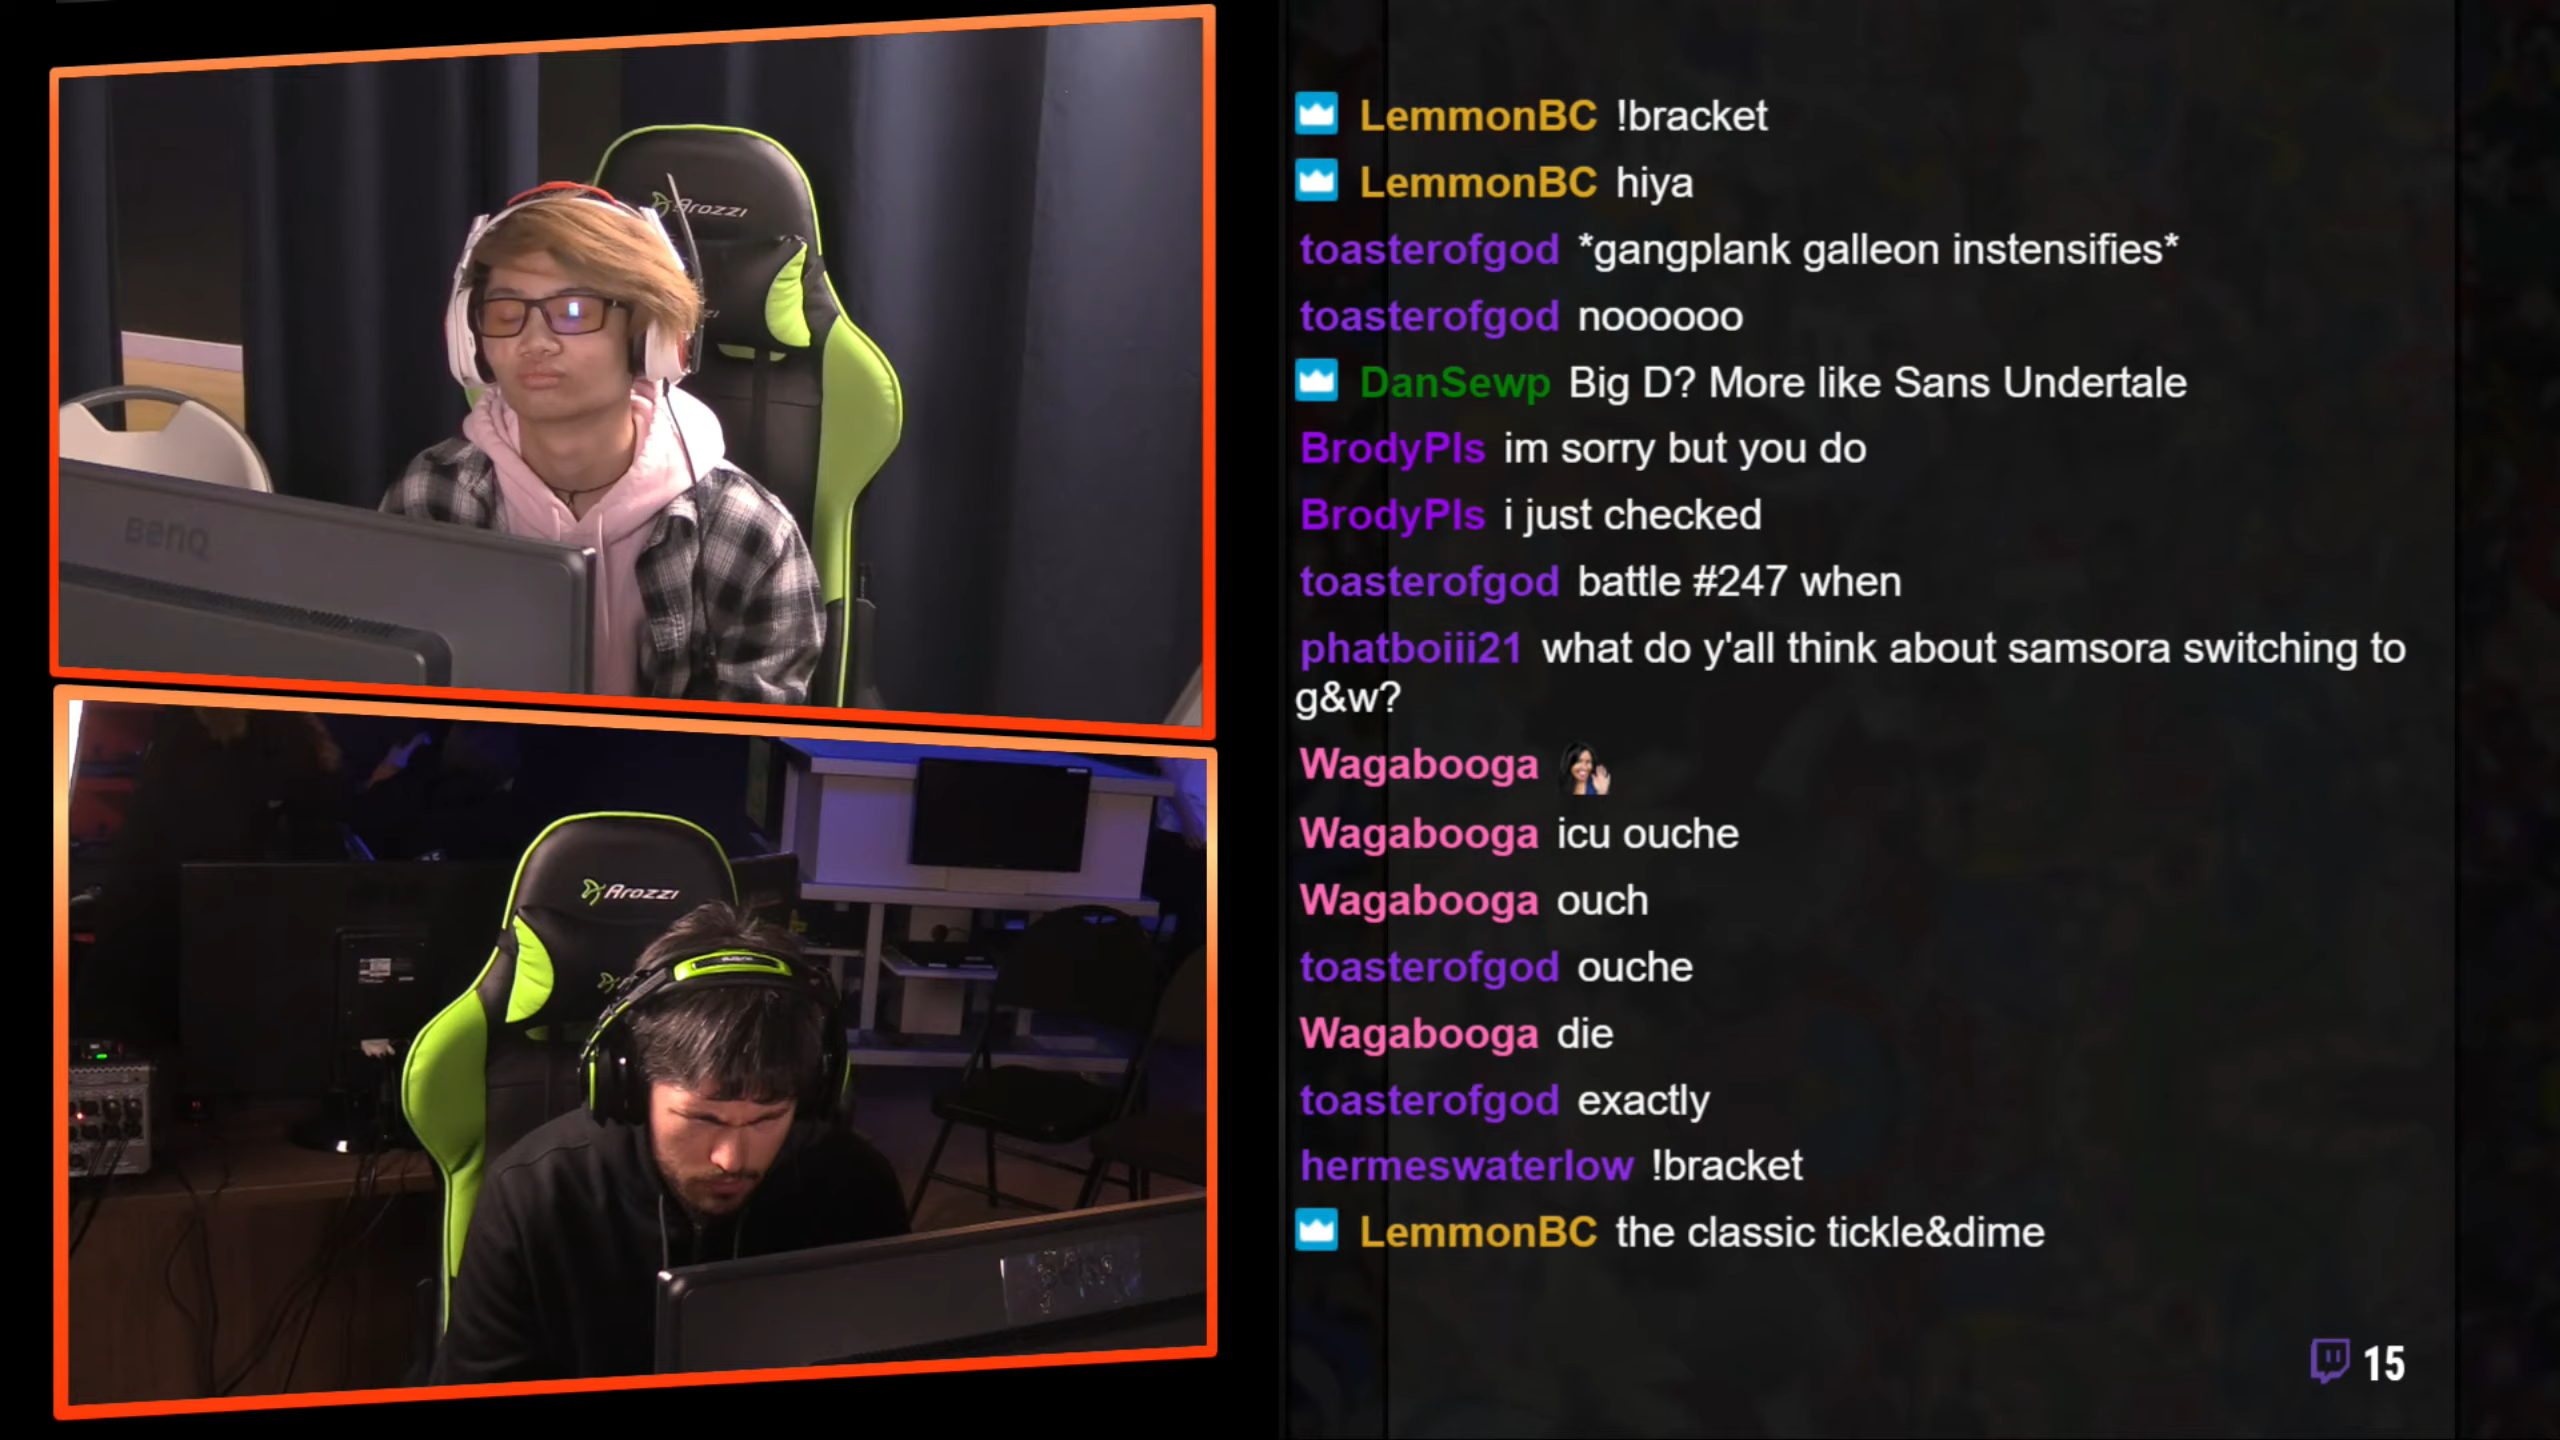 Arozzi
BenQ
Arozzi
LemmonBC !bracket
LemmonBC hiya
toasterofgod *gangplank galleon instensifies*
toasterofgod noooooo
DanSewp Big D? More like Sans Undertale
BrodyPls im sorry but you do
BrodyPls i just checked
toasterofgod battle #247 when
phatboiii21 what do y'all think about samsora switching to
g&w?
Wagabooga
Wagabooga icu ouche
Wagabooga ouch
toasterofgod ouche
Wagabooga die
toasterofgod exactly
hermeswaterlow !bracket
LemmonBC the classic tickle&dime
15